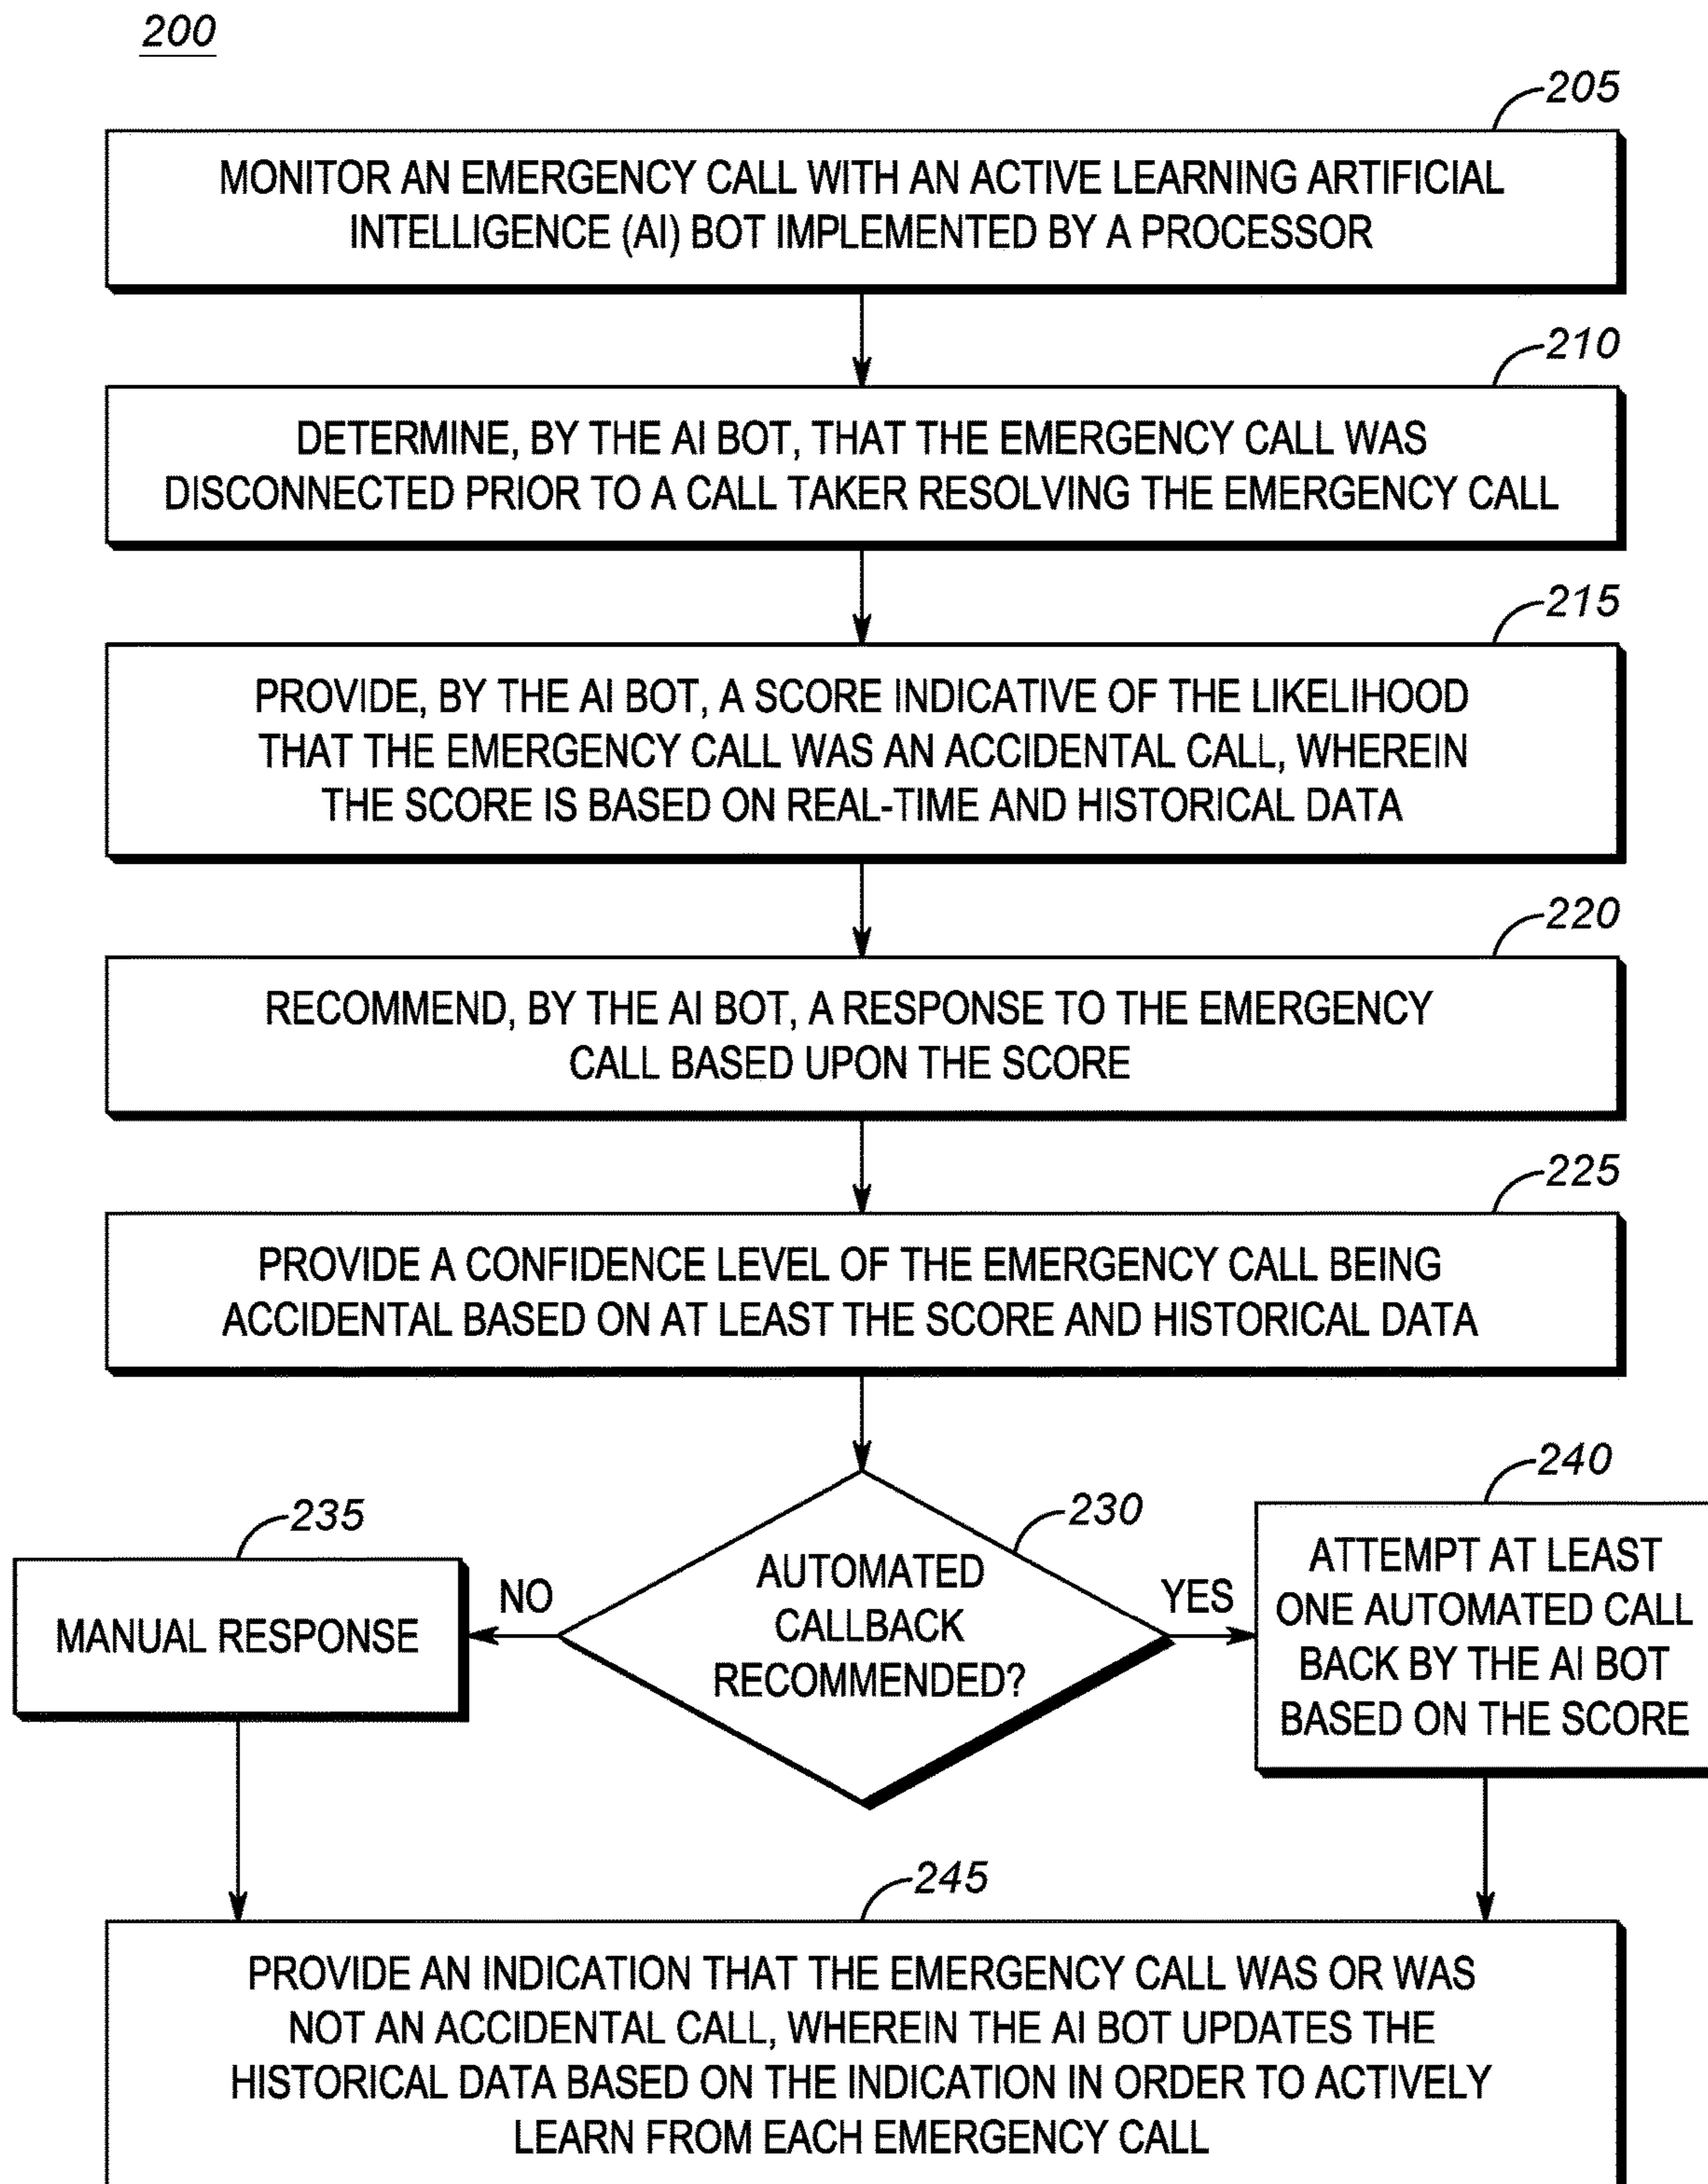 200
205
MONITOR AN EMERGENCY CALL WITH AN ACTIVE LEARNING ARTIFICIAL
INTELLIGENCE (AI) BOT IMPLEMENTED BY A PROCESSOR
210
DETERMINE, BY THE AI BOT, THAT THE EMERGENCY CALL WAS
DISCONNECTED PRIOR TO A CALL TAKER RESOLVING THE EMERGENCY CALL
215
PROVIDE, BY THE AI BOT, A SCORE INDICATIVE OF THE LIKELIHOOD
THAT THE EMERGENCY CALL WAS AN ACCIDENTAL CALL, WHEREIN
THE SCORE IS BASED ON REAL-TIME AND HISTORICAL DATA
220
RECOMMEND, BY THE AI BOT, A RESPONSE TO THE EMERGENCY
CALL BASED UPON THE SCORE
225
PROVIDE A CONFIDENCE LEVEL OF THE EMERGENCY CALL BEING
ACCIDENTAL BASED ON AT LEAST THE SCORE AND HISTORICAL DATA
230
AUTOMATED
CALLBACK
RECOMMENDED?
NO
235
MANUAL RESPONSE
YES
240
ATTEMPT AT LEAST
ONE AUTOMATED CALL
BACK BY THE AI BOT
BASED ON THE SCORE
245
PROVIDE AN INDICATION THAT THE EMERGENCY CALL WAS OR WAS
NOT AN ACCIDENTAL CALL, WHEREIN THE AI BOT UPDATES THE
HISTORICAL DATA BASED ON THE INDICATION IN ORDER TO ACTIVELY
LEARN FROM EACH EMERGENCY CALL